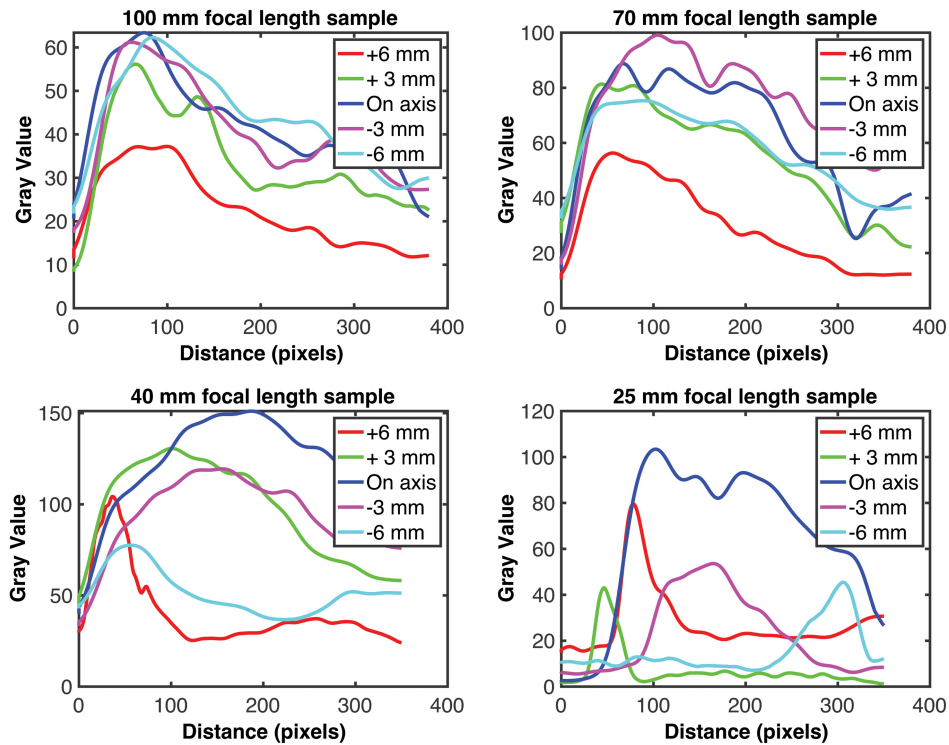 100 mm focal length sample
Gray Value
60
50
40
30
20
10
0
0 100 200 300 400
Distance (pixels)
+6 mm
+ 3 mm
On axis
-3 mm
-6 mm
70 mm focal length sample
Gray Value
100
80
60
40
20
0
0 100 200 300 400
Distance (pixels)
+6 mm
+ 3 mm
On axis
-3 mm
-6 mm
40 mm focal length sample
Gray Value
150
100
50
0
0 100 200 300 400
Distance (pixels)
+6 mm
+ 3 mm
On axis
-3 mm
-6 mm
25 mm focal length sample
Gray Value
120
100
80
60
40
20
0
0 100 200 300 400
Distance (pixels)
+6 mm
+ 3 mm
On axis
-3 mm
-6 mm